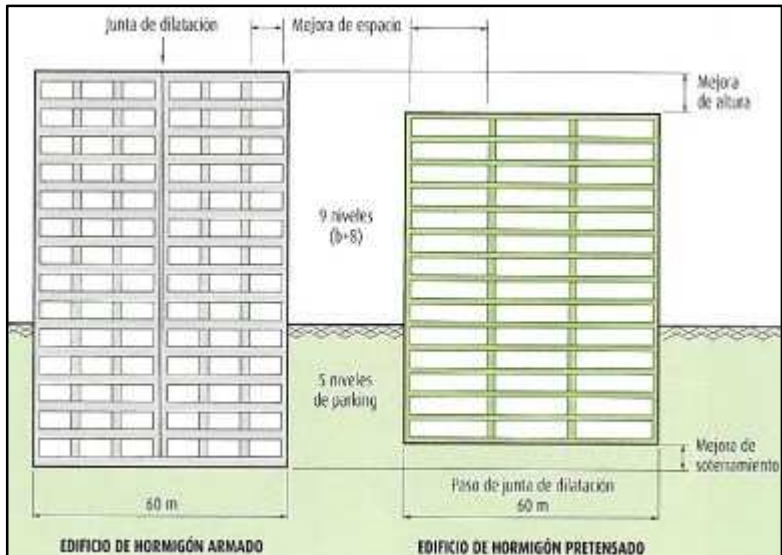 Junta de dilatación
Mejora de espacio
Mejora
de altura
9 niveles
(b+8)
5 niveles
de parking
Mejora de
soterramiento
Paso de junta de dilatación
60 m
60 m
EDIFICIO DE HORMIGÓN ARMADO
EDIFICIO DE HORMIGÓN PRETENSADO